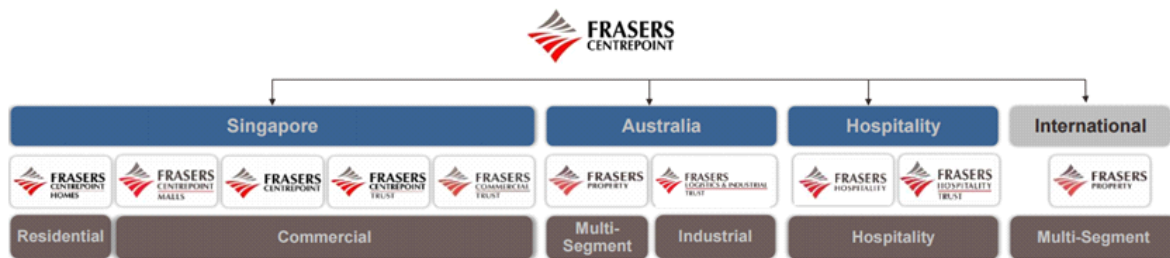 FRASERS
CENTREPOINT
Singapore
Australia
Hospitality
International
FRASERS
CENTREPOINT
HOMES
FRASERS
CENTREPOINT
MALLS
FRASERS
CENTREPOINT
FRASERS
CENTREPOINT
TRUST
FRASERS
COMMERCIAL
TRUST
FRASERS
PROPERTY
FRASERS
LOGISTICS & INDUSTRIAL
TRUST
FRASERS
HOSPITALITY
FRASERS
HOSPITALITY
TRUST
FRASERS
PROPERTY
Residential
Commercial
Multi-
Segment
Industrial
Hospitality
Multi-Segment